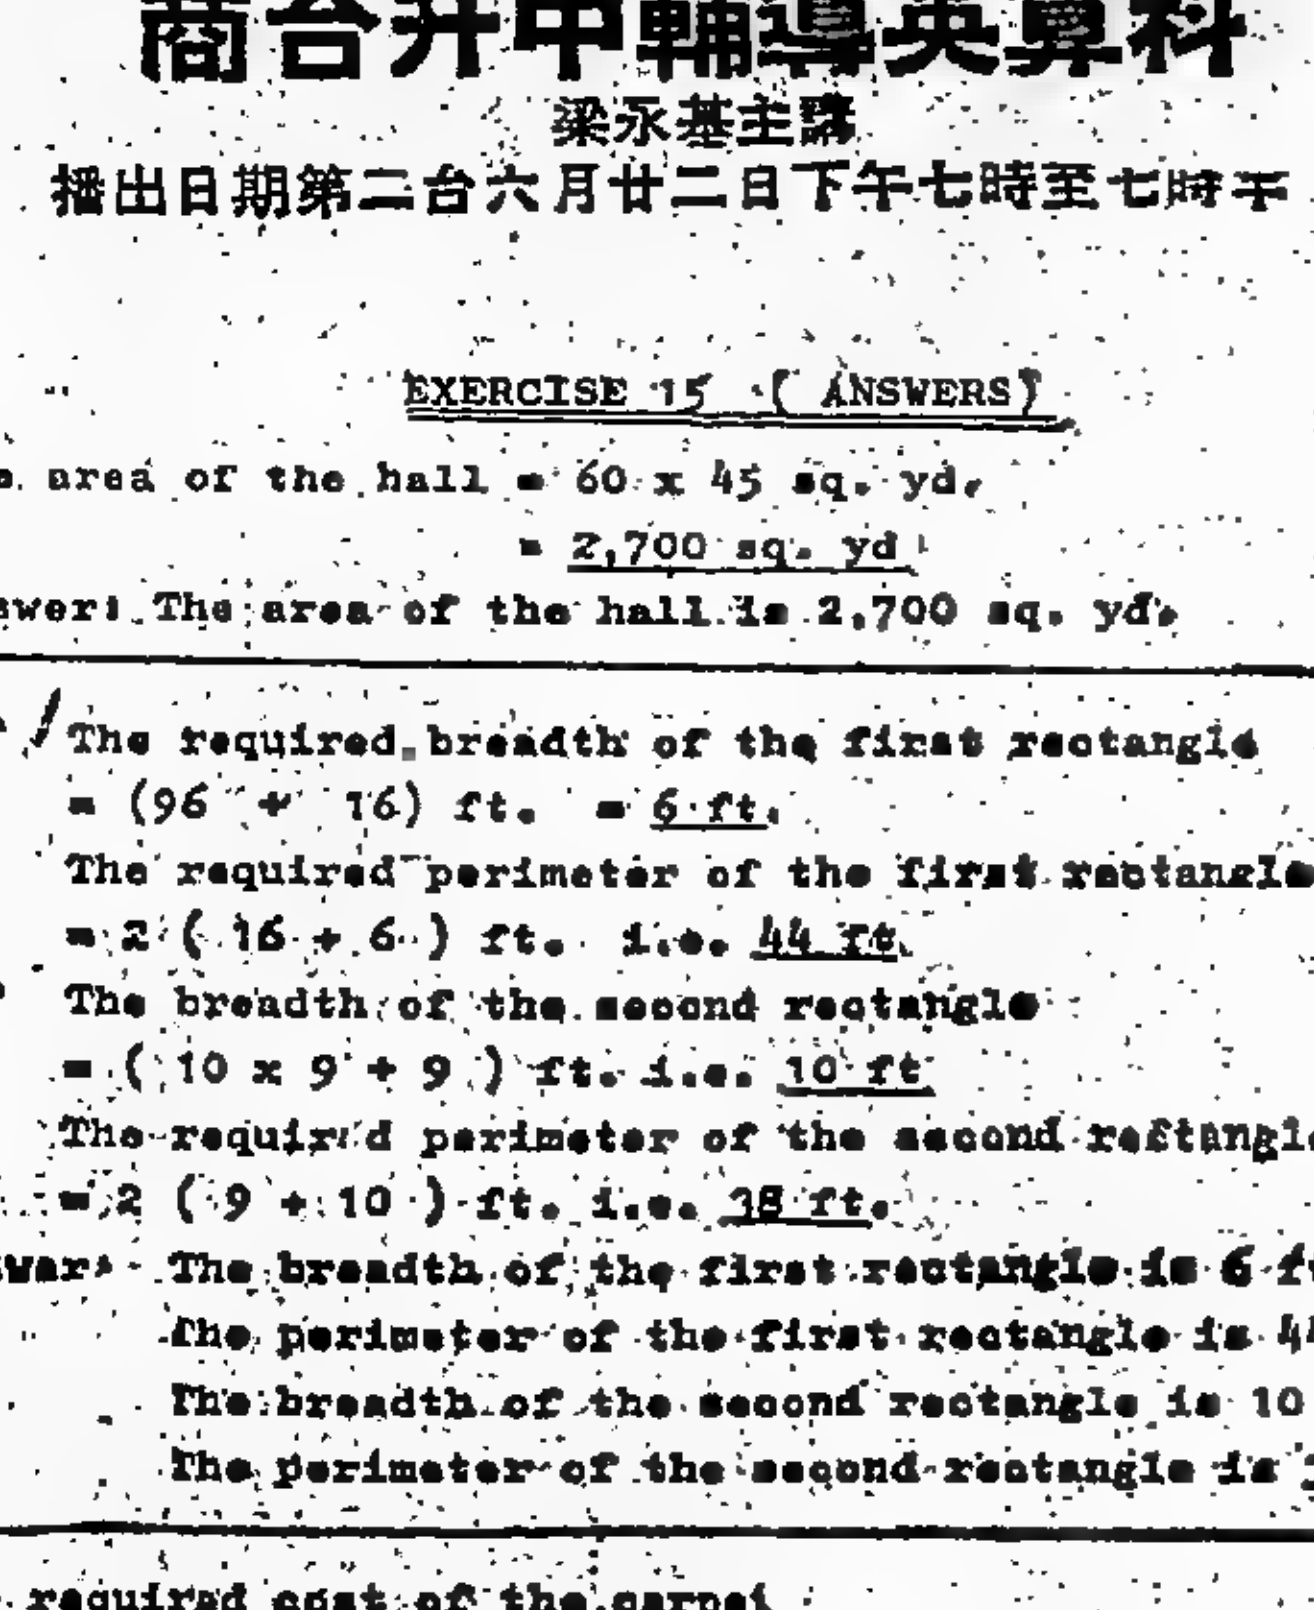 商台升中輔導英算科
梁永基主講
播出日期第二台六月廿二日下午七時至七時半
EXERCISE 15 ( ANSWERS)
area of the hall = 60 x 45 sq. yd.
= 2,700 sq. yd
The area of the hall is 2,700 sq. yd.
The required breadth of the first rectangle
= (96 ÷ 16) ft. = 6 ft.
The required perimeter of the first rectangle
= 2 ( 16 + 6 ) ft. i.e. 44 ft.
The breadth of the second rectangle
= ( 10 x 9 ÷ 9 ) ft. i.e. 10 ft
The required perimeter of the second rectangle
= 2 ( 9 + 10 ) ft. i.e. 38 ft.
The breadth of the first rectangle is 6
The perimeter of the first rectangle is
The breadth of the second rectangle is 10
The perimeter of the second rectangle is
required cost of the carpet